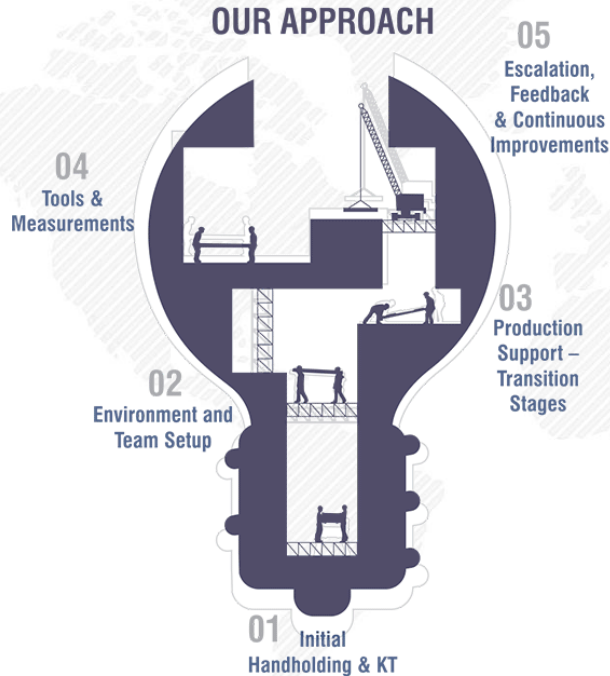 OUR APPROACH
05
Escalation,
Feedback
& Continuous
Improvements
04
Tools &
Measurements
03
Production
Support –
Transition
Stages
02
Environment and
Team Setup
01 Initial
Handholding & KT